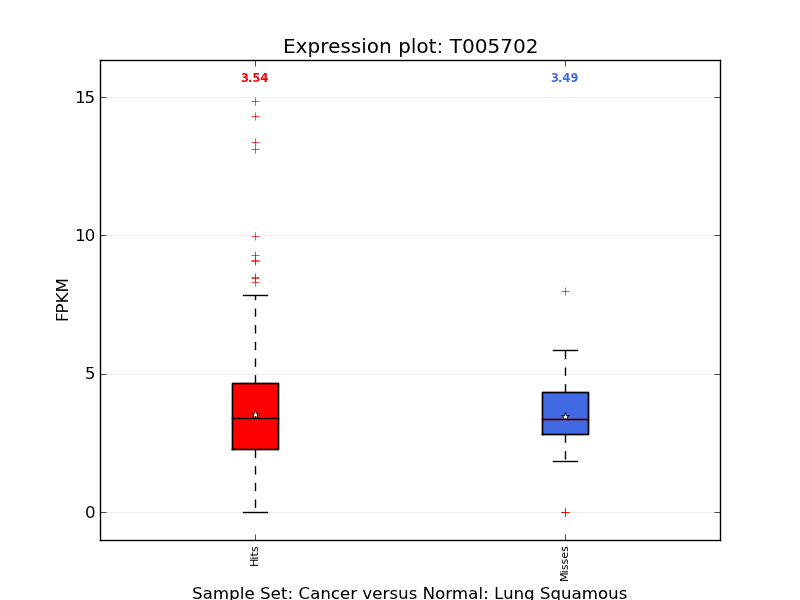 Expression plot: T005702
3.54
3.49
15
10
5
0
FPKM
Hits
Misses
Sample Set: Cancer versus Normal: Lung Squamous